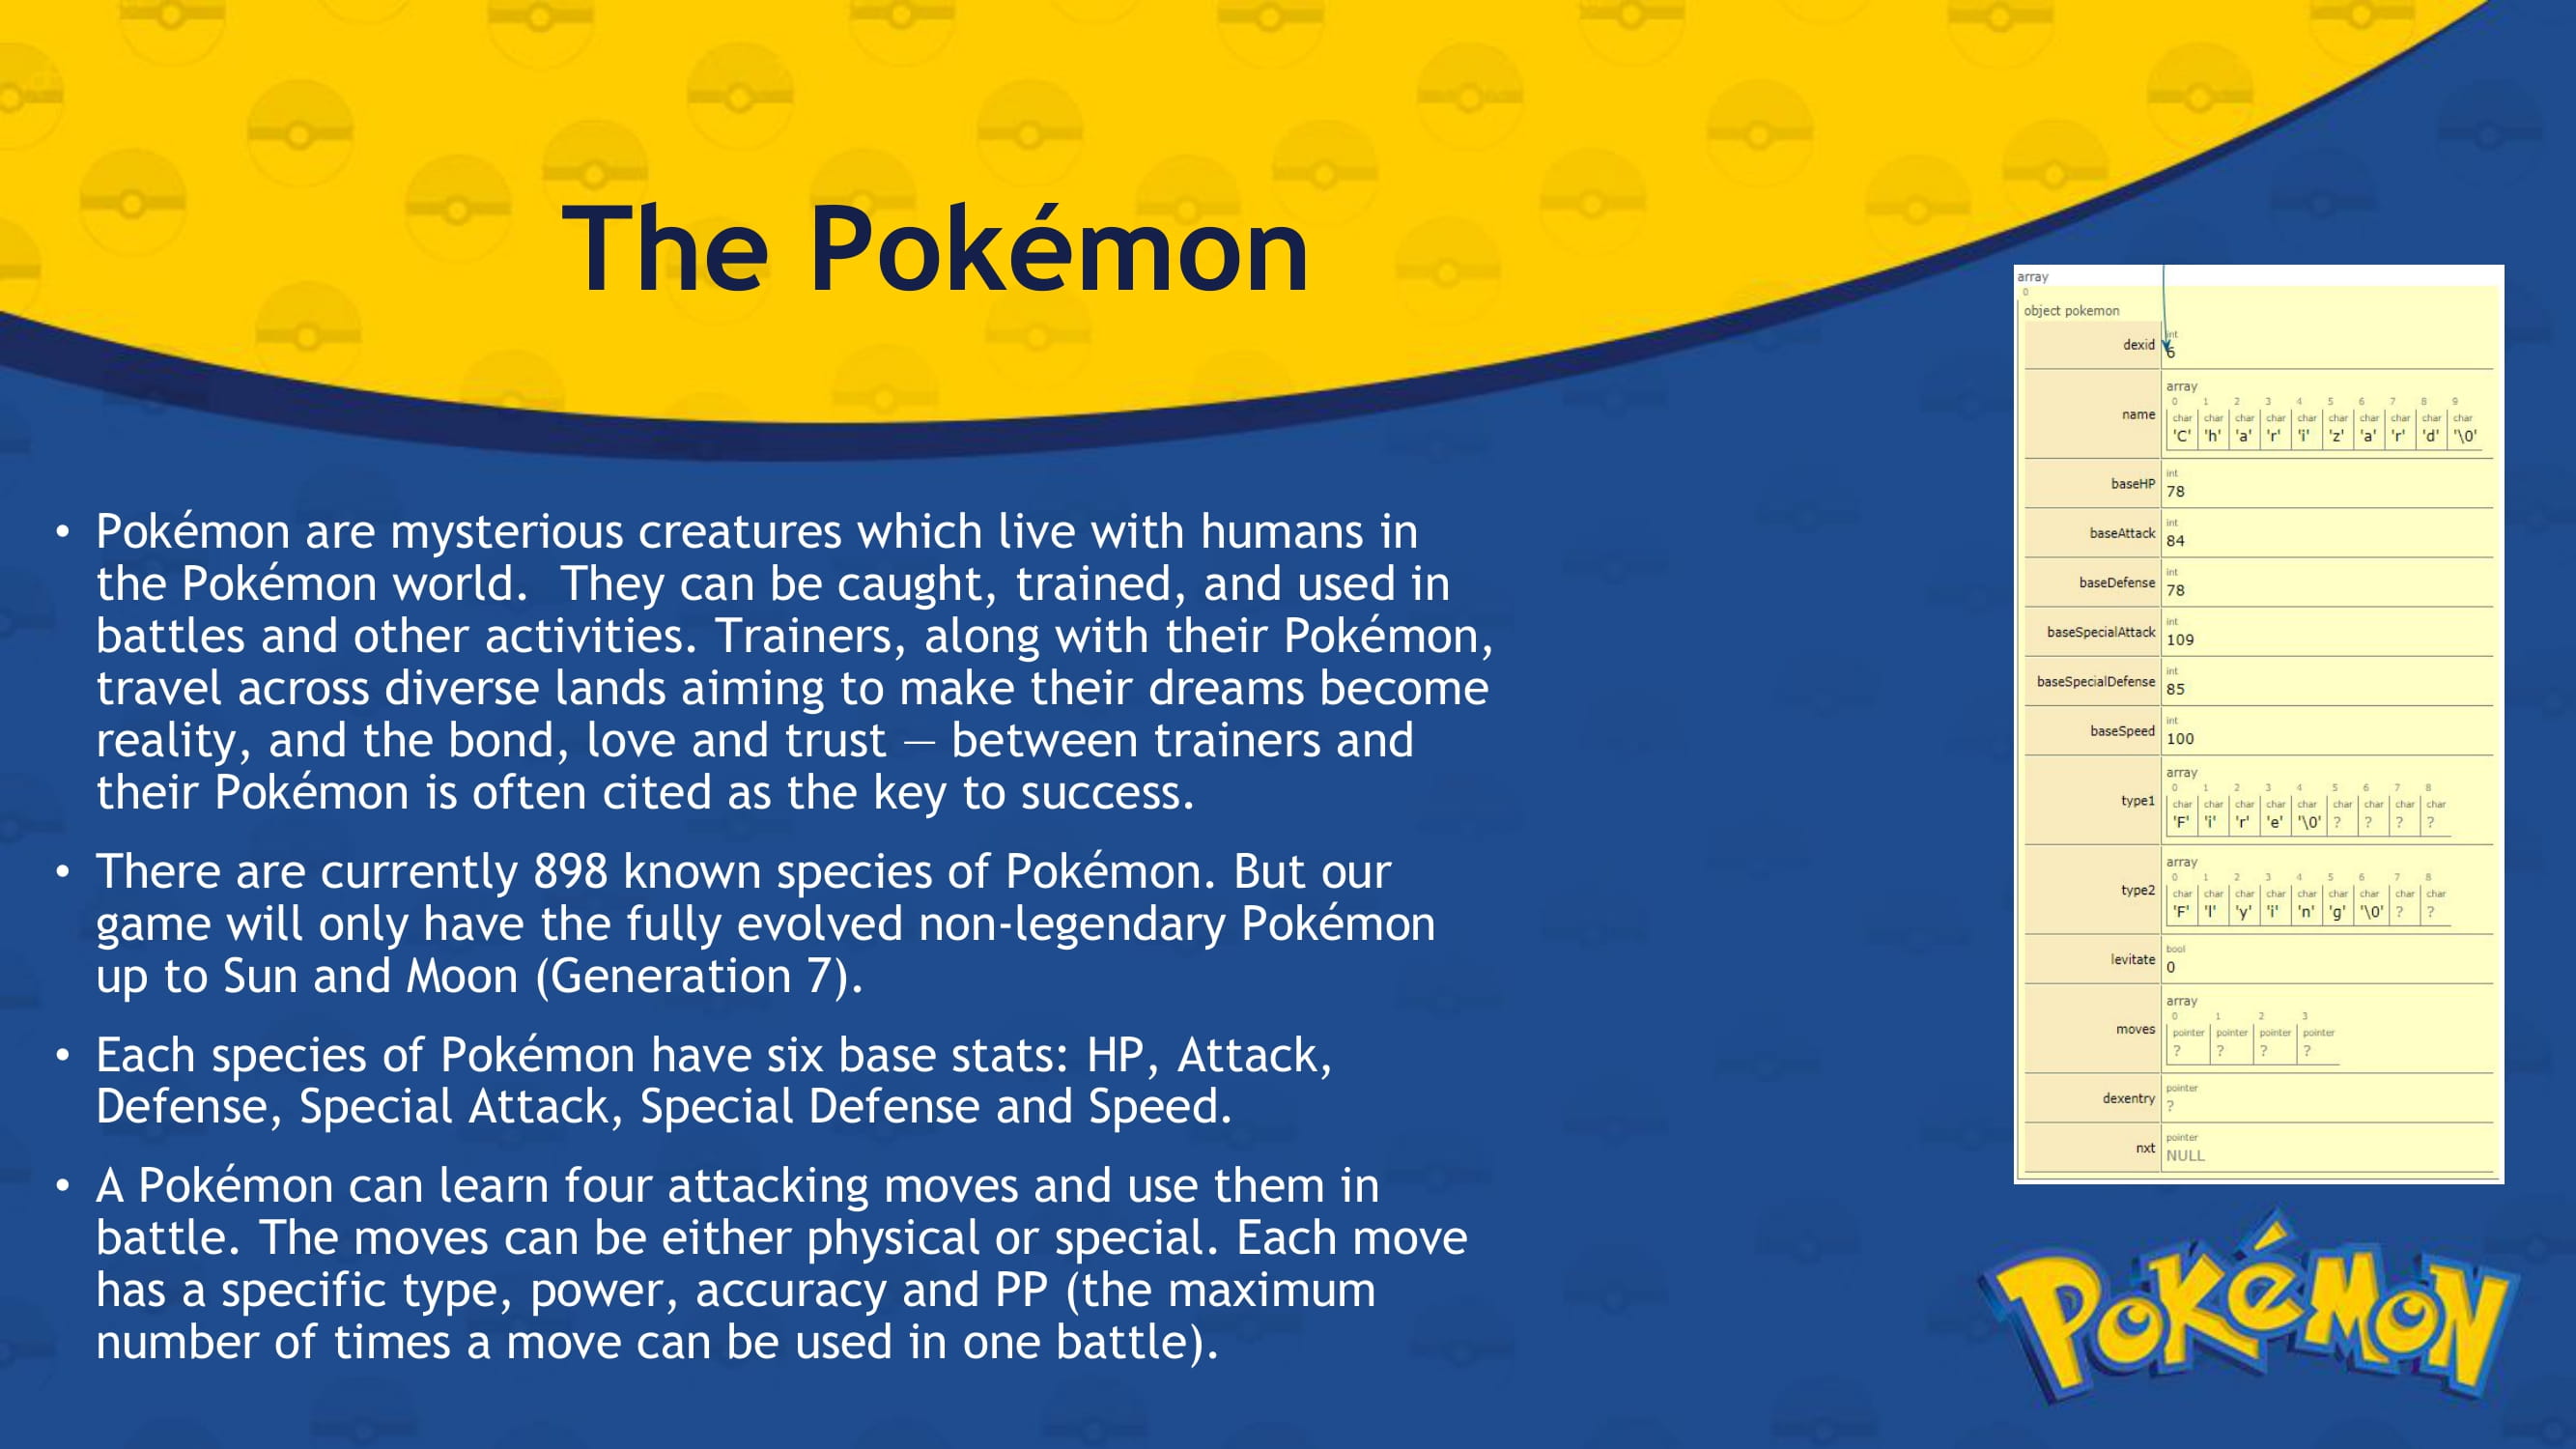 The Pokémon
• Pokémon are mysterious creatures which live with humans in
the Pokémon world.  They can be caught, trained, and used in
battles and other activities. Trainers, along with their Pokémon,
travel across diverse lands aiming to make their dreams become
reality, and the bond, love and trust — between trainers and
their Pokémon is often cited as the key to success.
• There are currently 898 known species of Pokémon. But our
game will only have the fully evolved non-legendary Pokémon
up to Sun and Moon (Generation 7).
• Each species of Pokémon have six base stats: HP, Attack,
Defense, Special Attack, Special Defense and Speed.
• A Pokémon can learn four attacking moves and use them in
battle. The moves can be either physical or special. Each move
has a specific type, power, accuracy and PP (the maximum
number of times a move can be used in one battle).
array
0
object pokemon
int
dexid 6
array
0 1 2 3 4 5 6 7 8 9
char char char char char char char char char char
name 'C' 'h' 'a' 'r' 'i' 'z' 'a' 'r' 'd' '\0'
int
baseHP 78
int
baseAttack 84
int
baseDefense 78
int
baseSpecialAttack 109
int
baseSpecialDefense 85
int
baseSpeed 100
array
0 1 2 3 4 5 6 7 8
char char char char char char char char char
type1 'F' 'i' 'r' 'e' '\0' ? ? ? ?
array
0 1 2 3 4 5 6 7 8
char char char char char char char char char
type2 'F' 'l' 'y' 'i' 'n' 'g' '\0' ? ?
bool
levitate 0
array
0 1 2 3
pointer pointer pointer pointer
moves ? ? ? ?
pointer
dexentry ?
pointer
nxt NULL
POKéMON